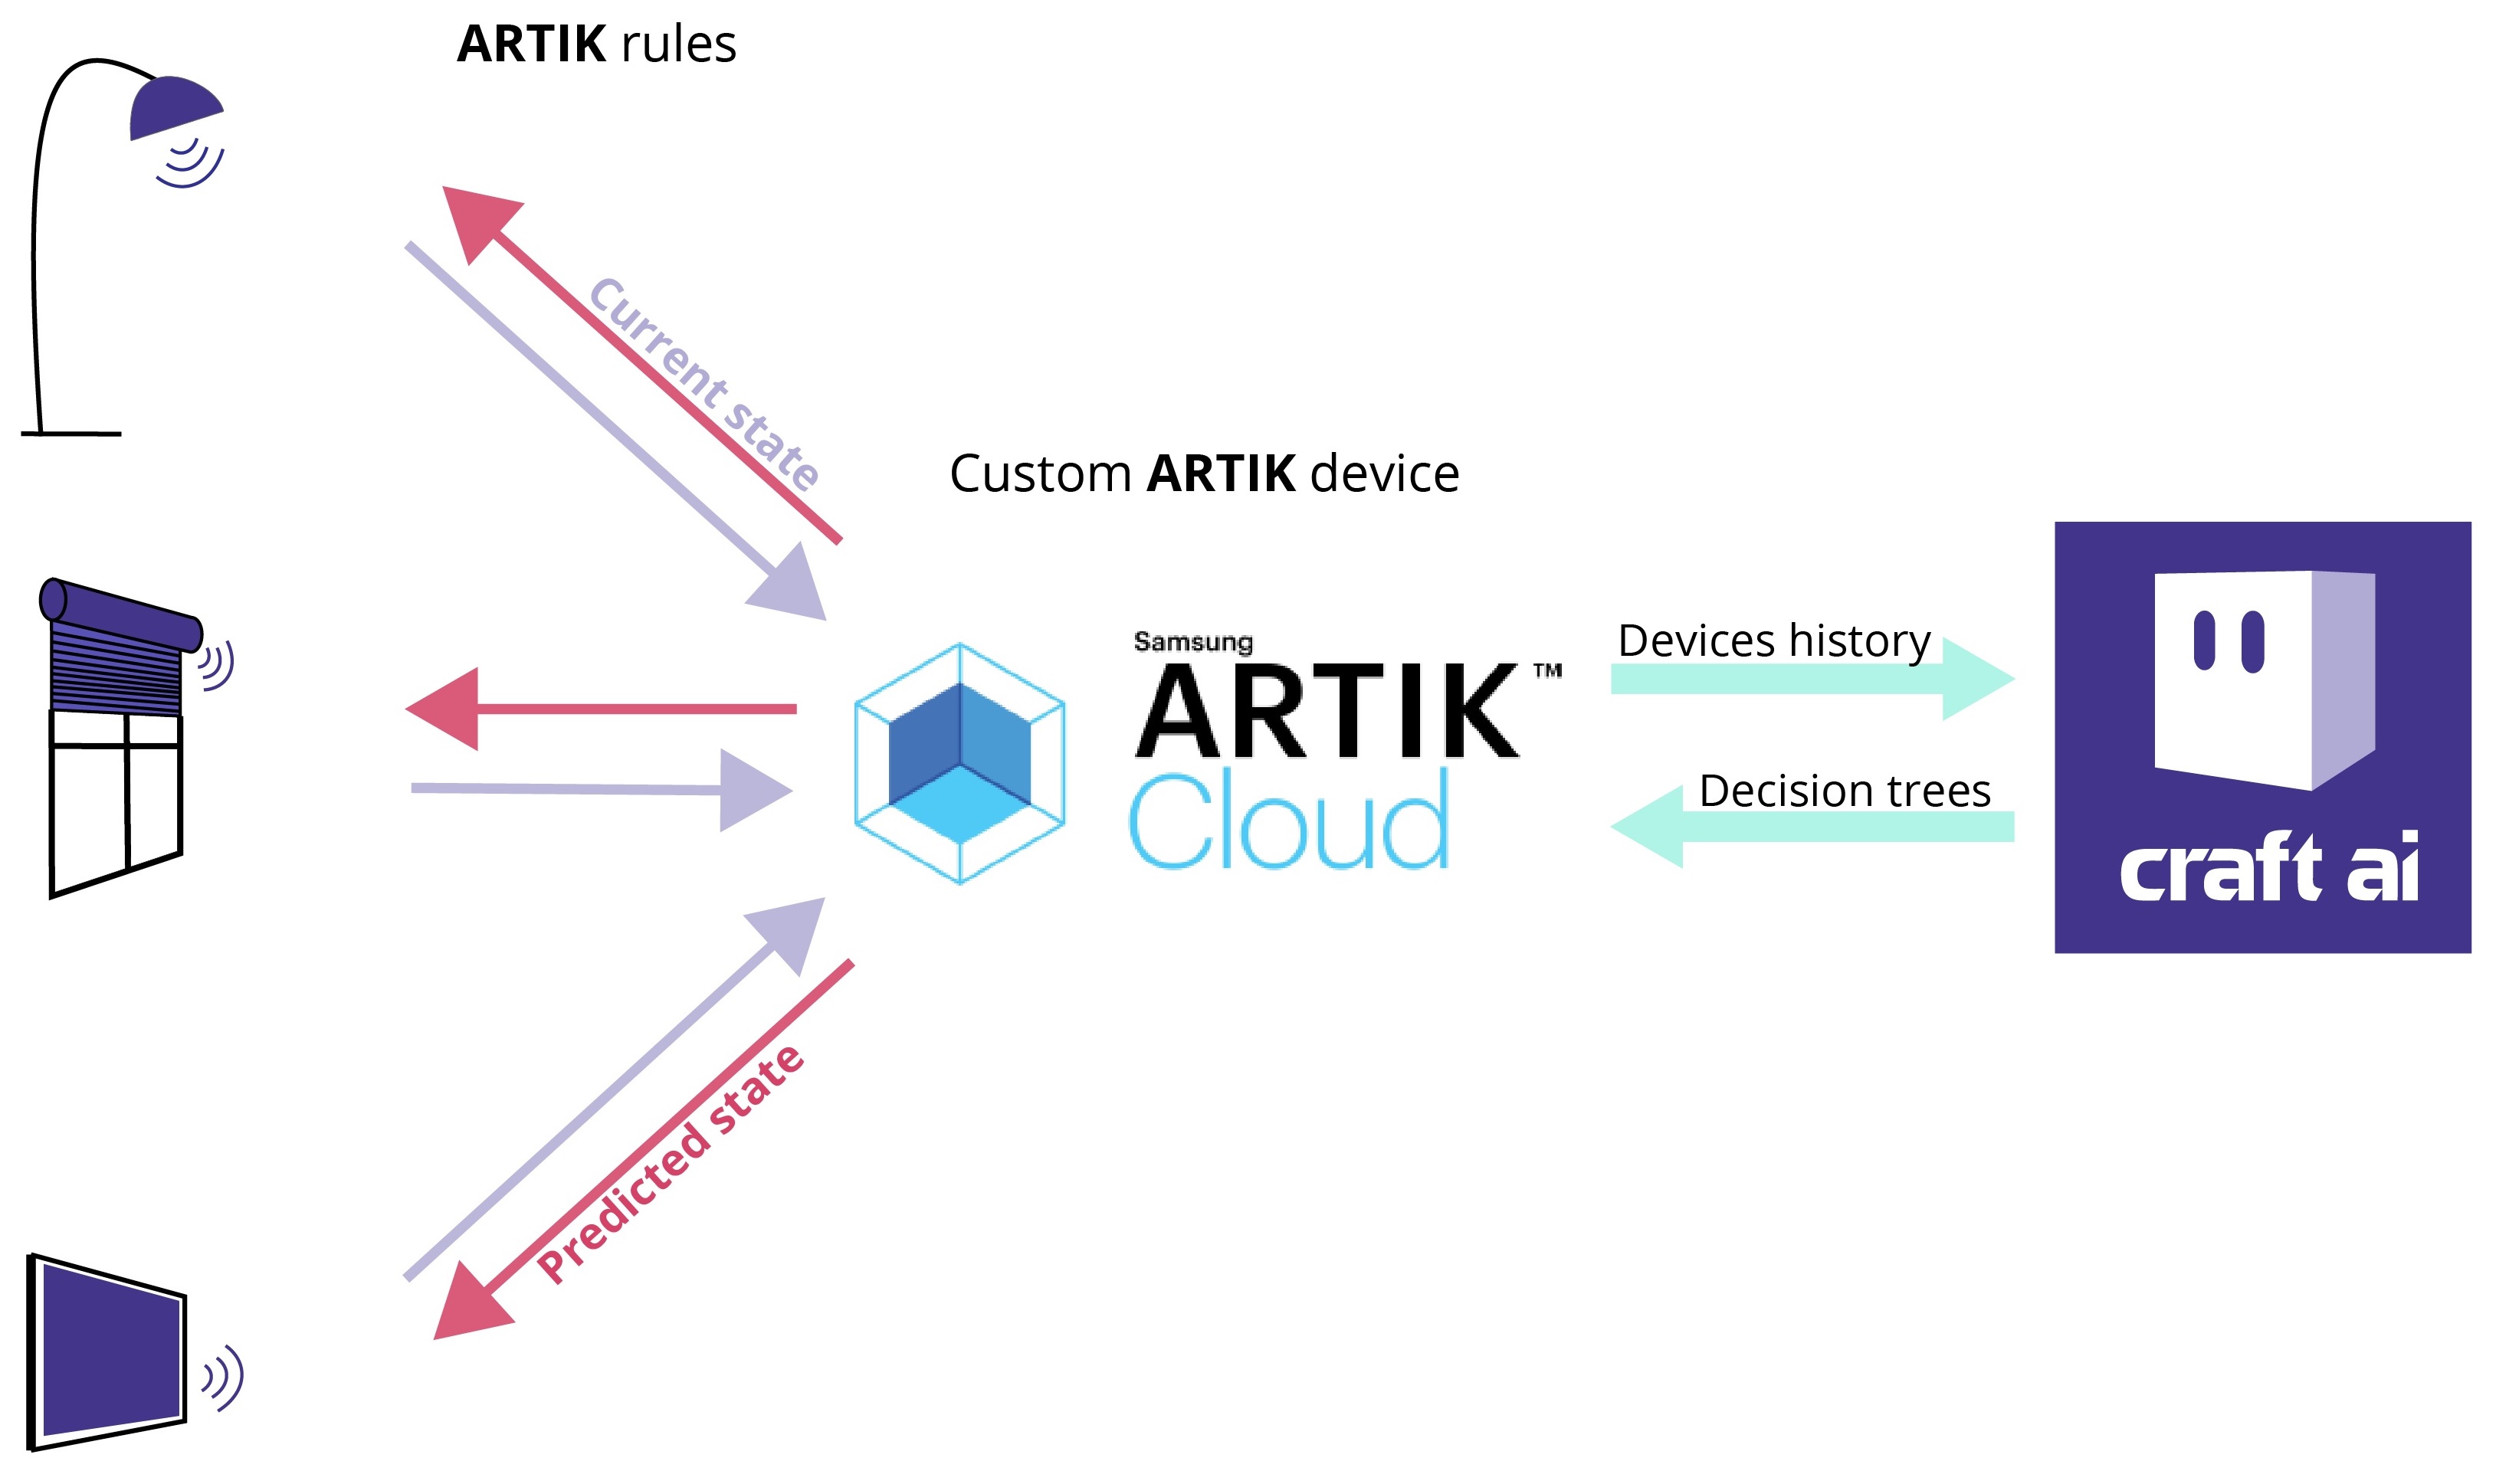 ARTIK rules
Current state
Custom ARTIK device
Samsung
ARTIK™
Cloud
Devices history
Decision trees
craft ai
Predicted state